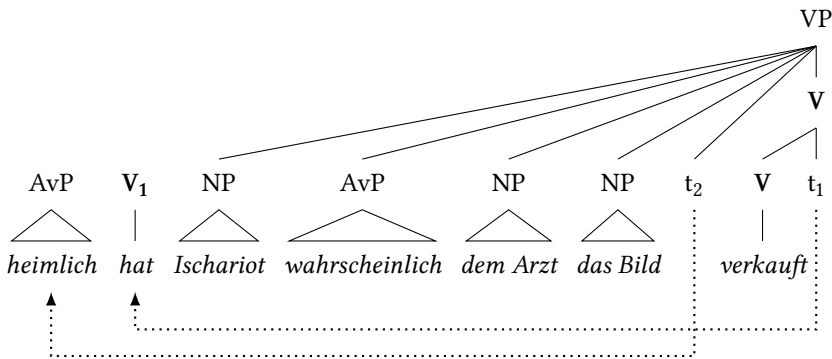 VP
V
AvP V₁ NP AvP NP NP t₂ V t₁
heimlich hat Ischariot wahrscheinlich dem Arzt das Bild verkauft